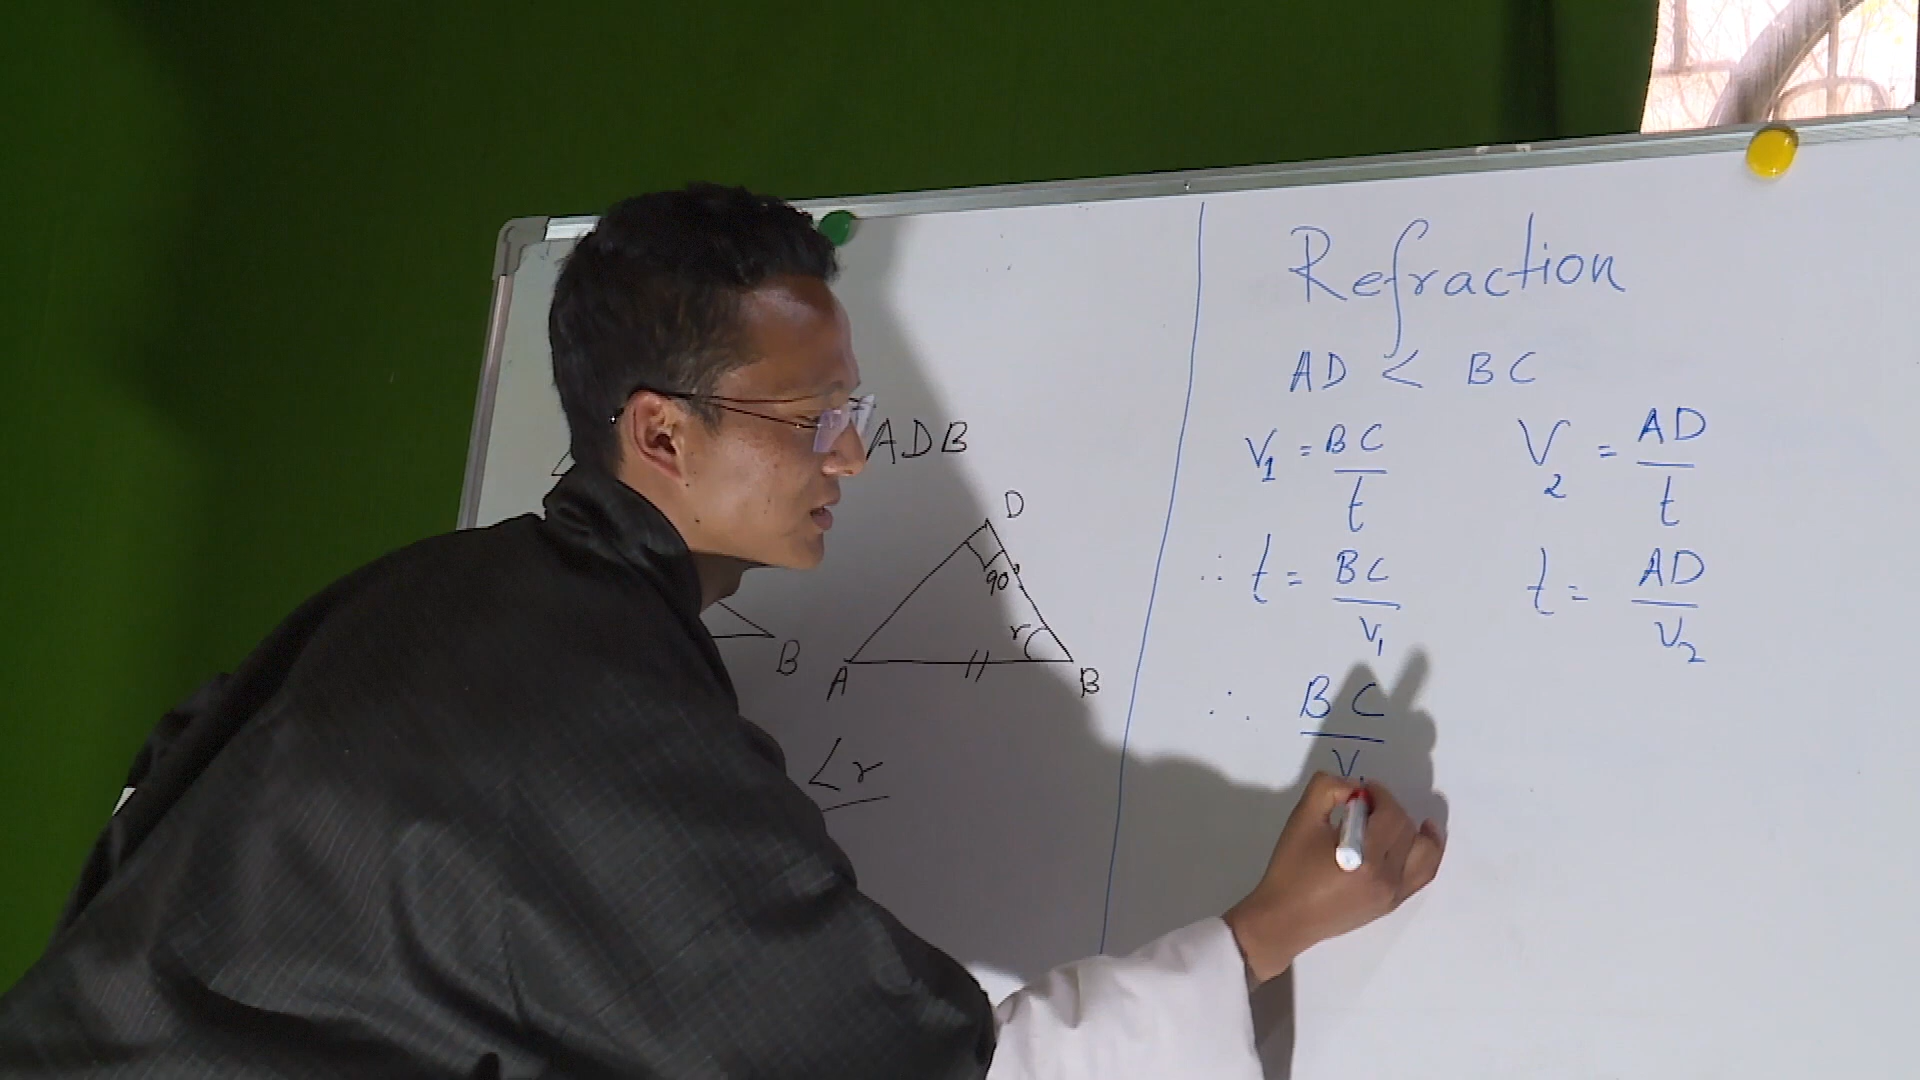 ADB
D
90°
r
B
A
B
<r
Refraction
AD < BC
V₁ = BC/t
V₂ = AD/t
∴ t = BC/V₁
t = AD/V₂
∴ BC/V₁